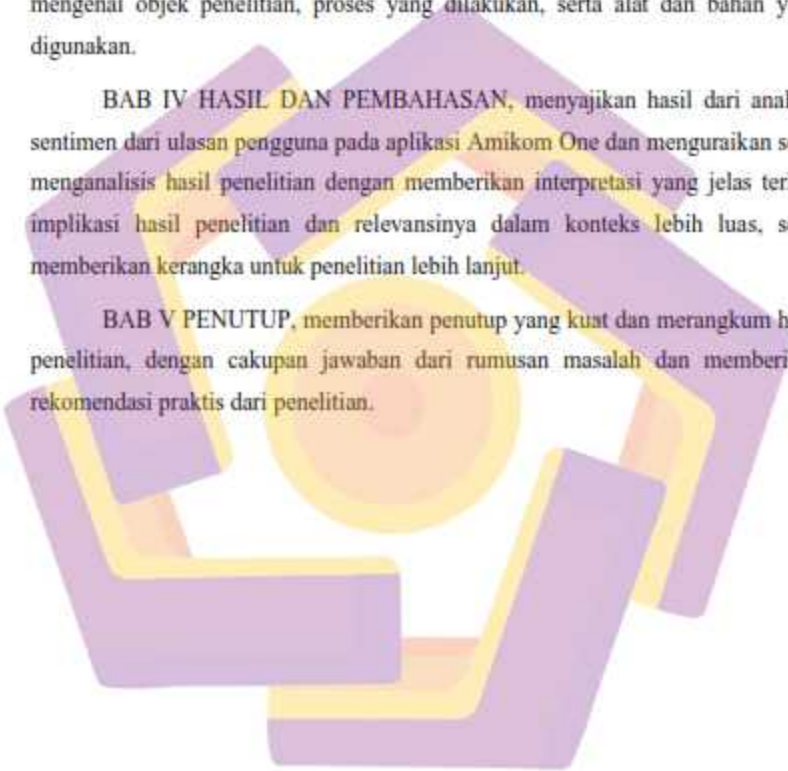 mengenai objek penelitian, proses yang dilakukan, serta alat dan bahan y
digunakan.
BAB IV HASIL DAN PEMBAHASAN, menyajikan hasil dari anal
sentimen dari ulasan pengguna pada aplikasi Amikom One dan menguraikan s
menganalisis hasil penelitian dengan memberikan interpretasi yang jelas ter
implikasi hasil penelitian dan relevansinya dalam konteks lebih luas, s
memberikan kerangka untuk penelitian lebih lanjut.
BAB V PENUTUP, memberikan penutup yang kuat dan merangkum h
penelitian, dengan cakupan jawaban dari rumusan masalah dan memberi
rekomendasi praktis dari penelitian.